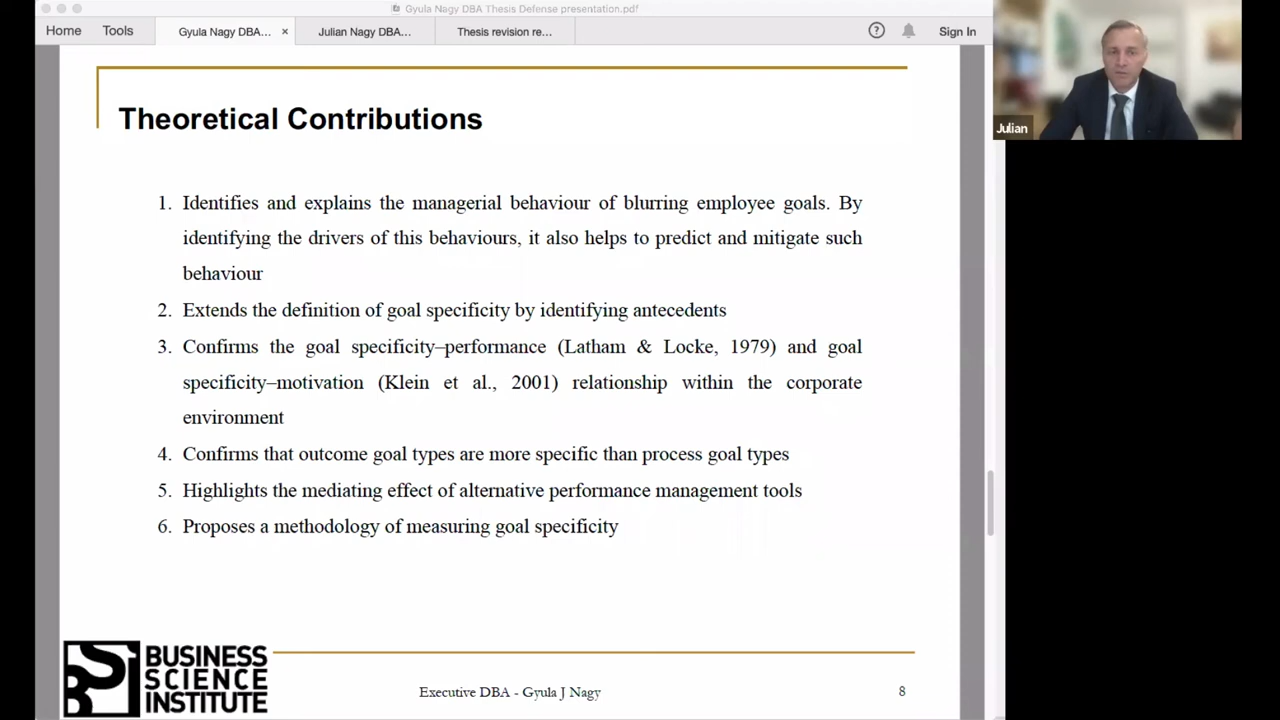 Gyula Nagy DBA Thesis Defense presentation.pdf
Home
Tools
Gyula Nagy DBA...
×
Julian Nagy DBA...
Thesis revision re...
?
Sign In
Julian
Theoretical Contributions
1. Identifies and explains the managerial behaviour of blurring employee goals. By
identifying the drivers of this behaviours, it also helps to predict and mitigate such
behaviour
2. Extends the definition of goal specificity by identifying antecedents
3. Confirms the goal specificity–performance (Latham & Locke, 1979) and goal
specificity–motivation (Klein et al., 2001) relationship within the corporate
environment
4. Confirms that outcome goal types are more specific than process goal types
5. Highlights the mediating effect of alternative performance management tools
6. Proposes a methodology of measuring goal specificity
BSI
BUSINESS
SCIENCE
INSTITUTE
Executive DBA - Gyula J Nagy
8